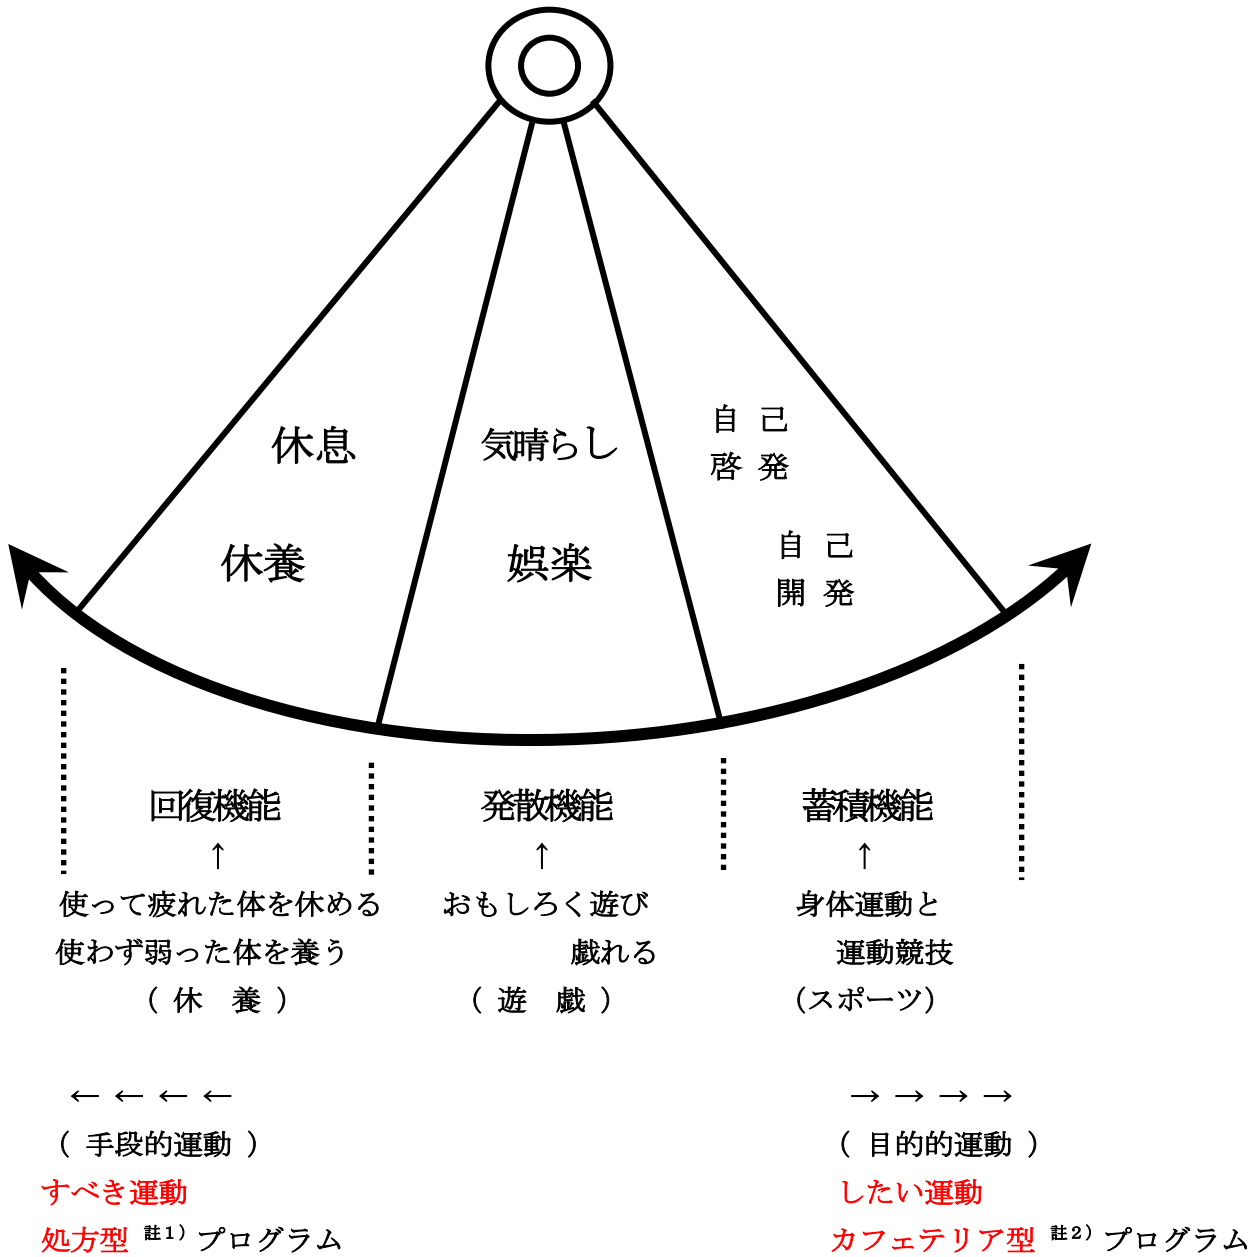 休息
休養
気晴らし
娯楽
自 己
啓 発
自 己
開 発
回復機能
↑
使って疲れた体を休める
使わず弱った体を養う
( 休　養 )
発散機能
↑
おもしろく遊び
戯れる
( 遊　戯 )
蓄積機能
↑
身体運動と
運動競技
(スポーツ)
← ← ← ←
( 手段的運動 )
すべき運動
処方型 註１) プログラム
→ → → →
( 目的的運動 )
したい運動
カフェテリア型 註２) プログラム